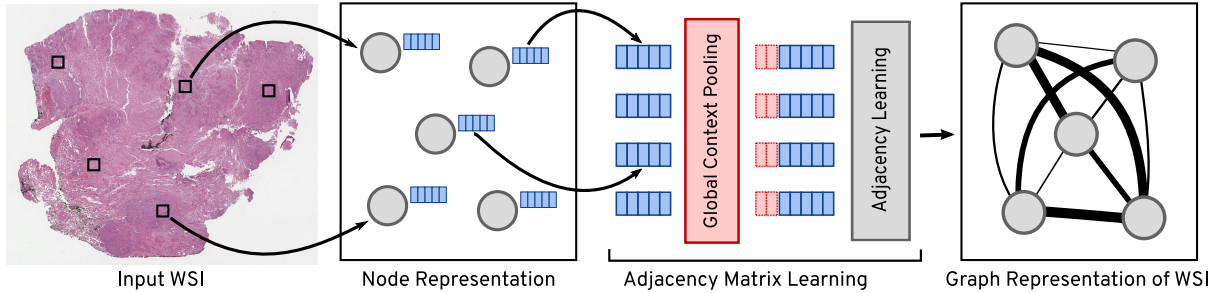 Global Context Pooling
Adjacency Learning
Input WSI
Node Representation
Adjacency Matrix Learning
Graph Representation of WSI